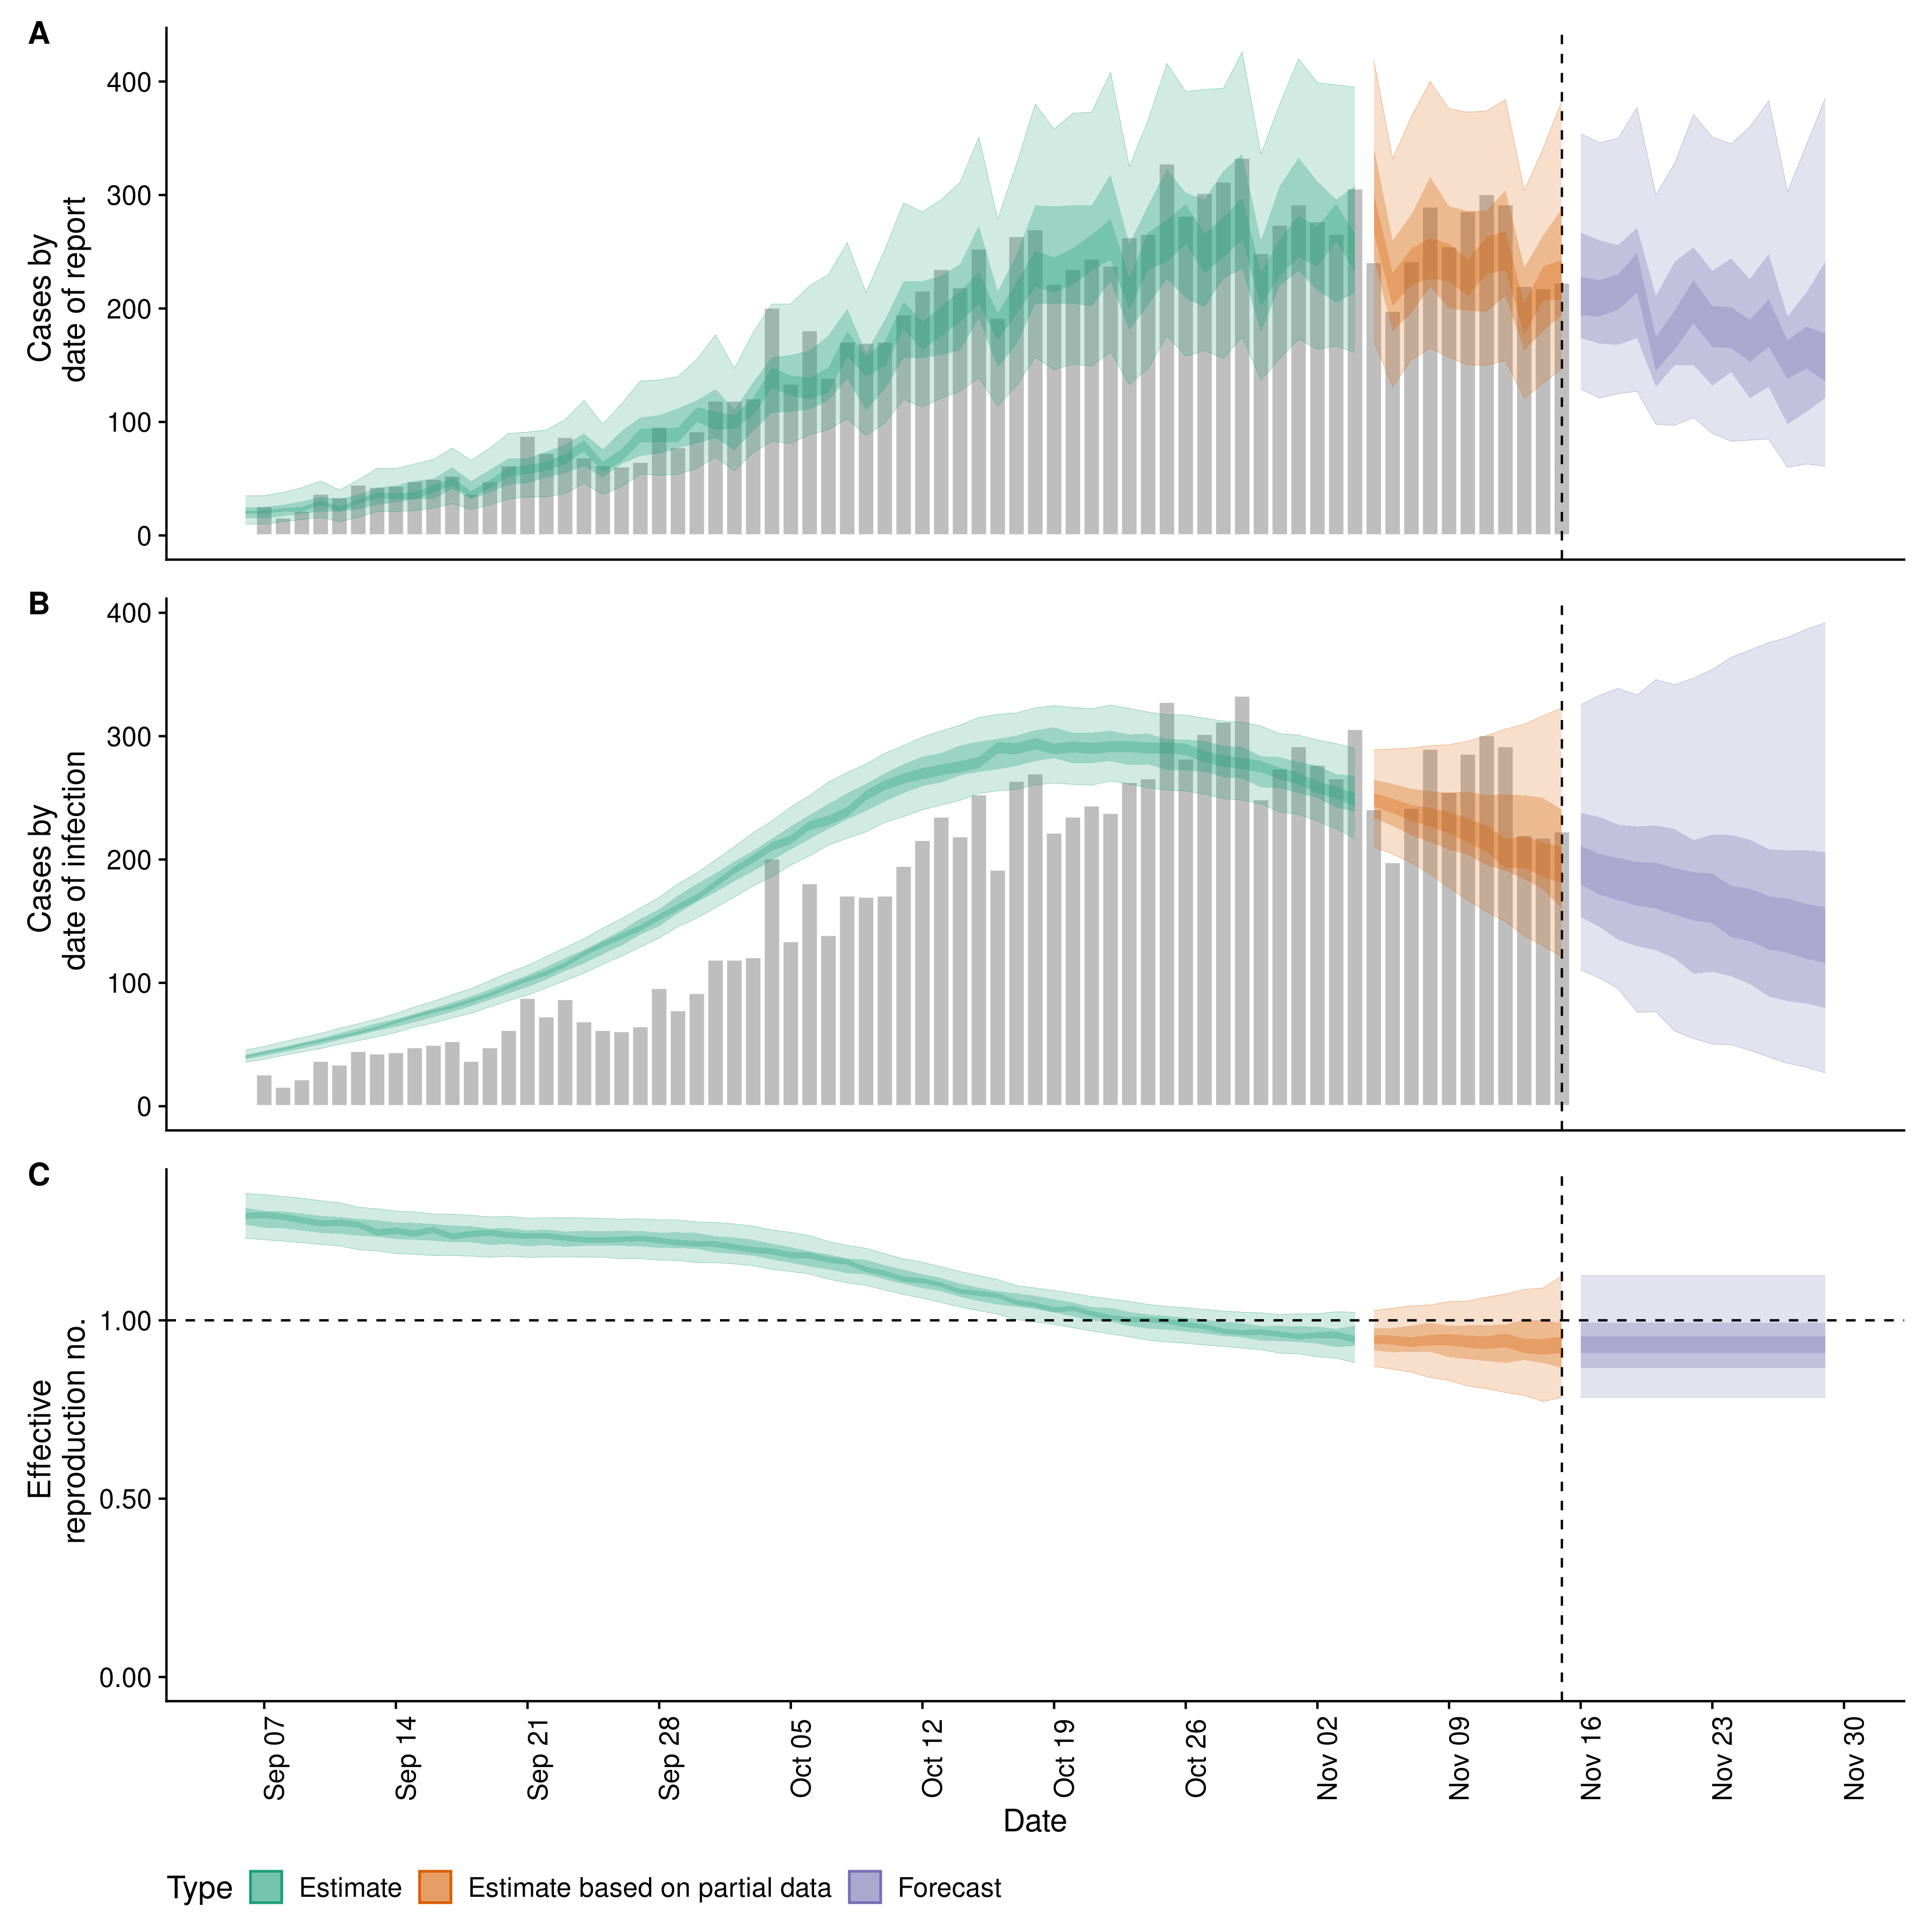 A
Cases by
date of report
400
300
200
100
0
B
Cases by
date of infection
400
300
200
100
0
C
Effective
reproduction no.
1.00
0.50
0.00
Sep 07
Sep 14
Sep 21
Sep 28
Oct 05
Oct 12
Oct 19
Oct 26
Nov 02
Nov 09
Nov 16
Nov 23
Nov 30
Date
Type Estimate Estimate based on partial data Forecast